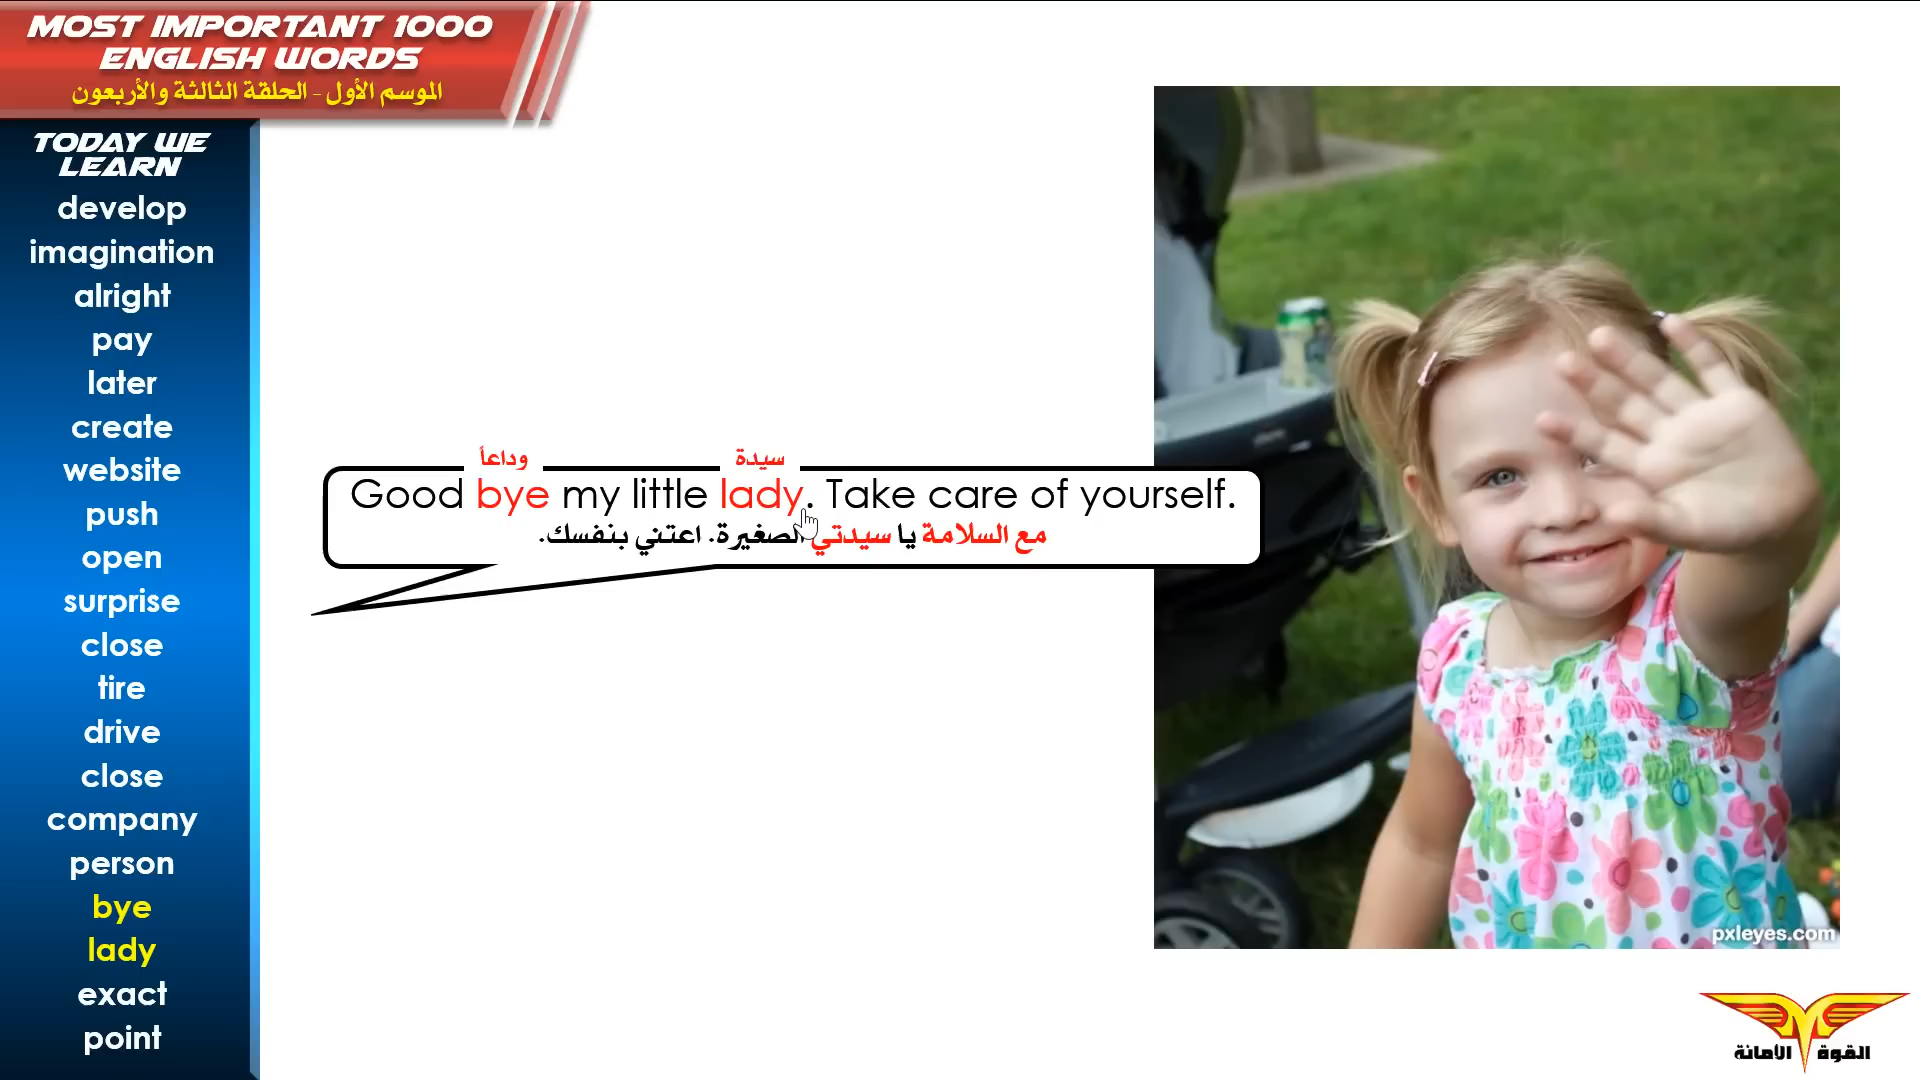 MOST IMPORTANT 1000
ENGLISH WORDS
الموسم الأول - الحلقة الثالثة والأربعون
TODAY WE
LEARN
develop
imagination
alright
pay
later
create
website
push
open
surprise
close
tire
drive
close
company
person
bye
lady
exact
point
وداعاً سيدة
Good bye my little lady. Take care of yourself.
مع السلامة يا سيدتي الصغيرة. اعتني بنفسك.
pxleyes.com
القوة الأمانة